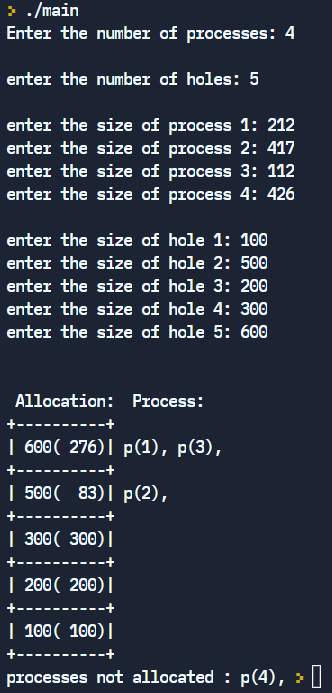 > ./main
Enter the number of processes: 4
enter the number of holes: 5
enter the size of process 1: 212
enter the size of process 2: 417
enter the size of process 3: 112
enter the size of process 4: 426
enter the size of hole 1: 100
enter the size of hole 2: 500
enter the size of hole 3: 200
enter the size of hole 4: 300
enter the size of hole 5: 600
Allocation:  Process:
+----------+
| 600( 276)| p(1), p(3),
+----------+
| 500(  83)| p(2),
+----------+
| 300( 300)|
+----------+
| 200( 200)|
+----------+
| 100( 100)|
+----------+
processes not allocated : p(4), >